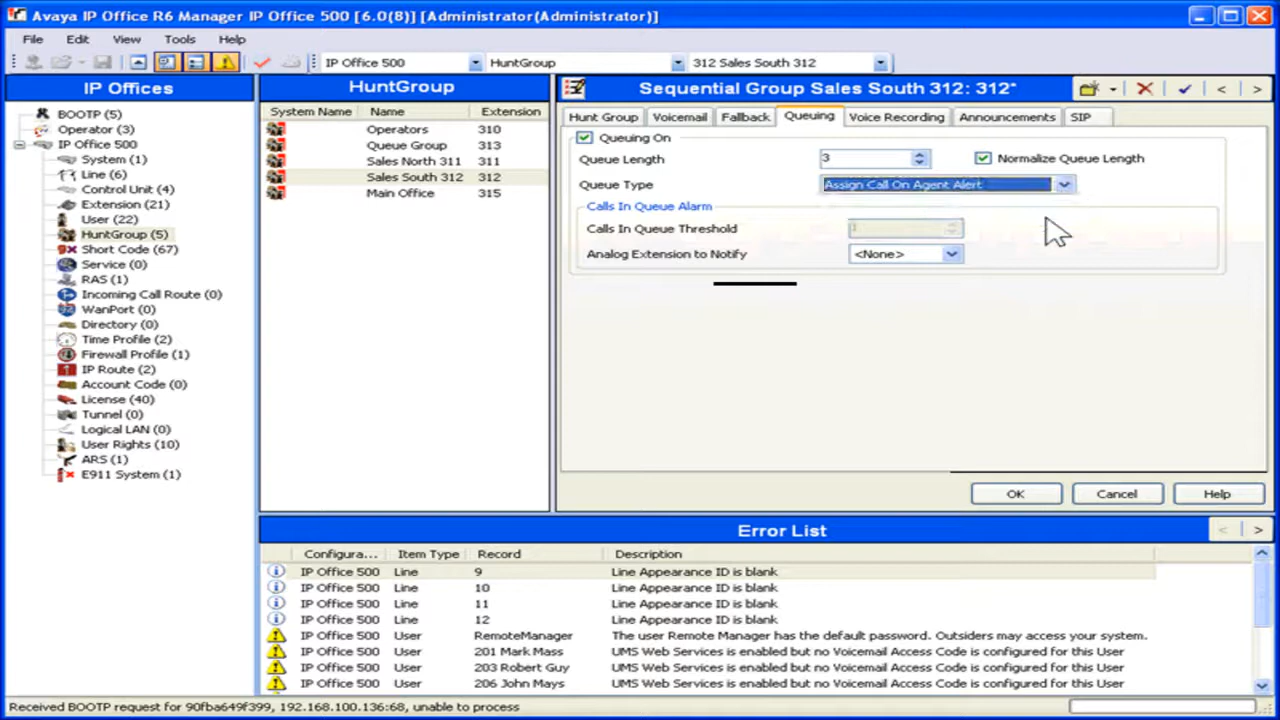 Avaya IP Office R6 Manager IP Office 500 [6.0(8)] [Administrator(Administrator)]
File Edit View Tools Help
IP Office 500 HuntGroup 312 Sales South 312
IP Offices
BOOTP (5)
Operator (3)
IP Office 500
System (1)
Line (6)
Control Unit (4)
Extension (21)
User (22)
HuntGroup (5)
Short Code (67)
Service (0)
RAS (1)
Incoming Call Route (0)
WanPort (0)
Directory (0)
Time Profile (2)
Firewall Profile (1)
IP Route (2)
Account Code (0)
License (40)
Tunnel (0)
Logical LAN (0)
User Rights (10)
ARS (1)
E911 System (1)
HuntGroup
System Name Name Extension
Operators 310
Queue Group 313
Sales North 311 311
Sales South 312 312
Main Office 315
Sequential Group Sales South 312: 312*
Hunt Group Voicemail Fallback Queuing Voice Recording Announcements SIP
Queuing On
Queue Length 3 Normalize Queue Length
Queue Type Assign Call On Agent Alert
Calls In Queue Alarm
Calls In Queue Threshold 1
Analog Extension to Notify <None>
OK Cancel Help
Error List
Configura... Item Type Record Description
IP Office 500 Line 9 Line Appearance ID is blank
IP Office 500 Line 10 Line Appearance ID is blank
IP Office 500 Line 11 Line Appearance ID is blank
IP Office 500 Line 12 Line Appearance ID is blank
IP Office 500 User RemoteManager The user Remote Manager has the default password. Outsiders may access your system.
IP Office 500 User 201 Mark Mass UMS Web Services is enabled but no Voicemail Access Code is configured for this User
IP Office 500 User 203 Robert Guy UMS Web Services is enabled but no Voicemail Access Code is configured for this User
IP Office 500 User 206 John Mays UMS Web Services is enabled but no Voicemail Access Code is configured for this User
Received BOOTP request for 90fba649f399, 192.168.100.136:68, unable to process